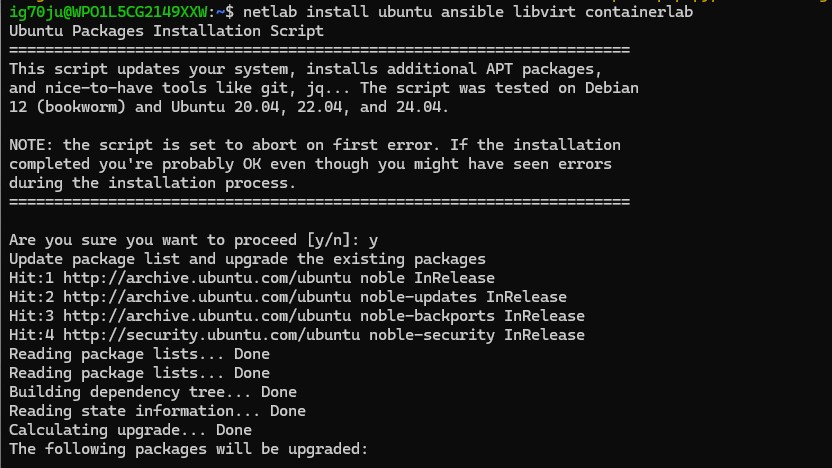 ig70ju@WPO1L5CG2149XXW:~$ netlab install ubuntu ansible libvirt containerlab
Ubuntu Packages Installation Script
=====================================================================
This script updates your system, installs additional APT packages,
and nice-to-have tools like git, jq... The script was tested on Debian
12 (bookworm) and Ubuntu 20.04, 22.04, and 24.04.

NOTE: the script is set to abort on first error. If the installation
completed you're probably OK even though you might have seen errors
during the installation process.
=====================================================================

Are you sure you want to proceed [y/n]: y
Update package list and upgrade the existing packages
Hit:1 http://archive.ubuntu.com/ubuntu noble InRelease
Hit:2 http://archive.ubuntu.com/ubuntu noble-updates InRelease
Hit:3 http://archive.ubuntu.com/ubuntu noble-backports InRelease
Hit:4 http://security.ubuntu.com/ubuntu noble-security InRelease
Reading package lists... Done
Reading package lists... Done
Building dependency tree... Done
Reading state information... Done
Calculating upgrade... Done
The following packages will be upgraded: